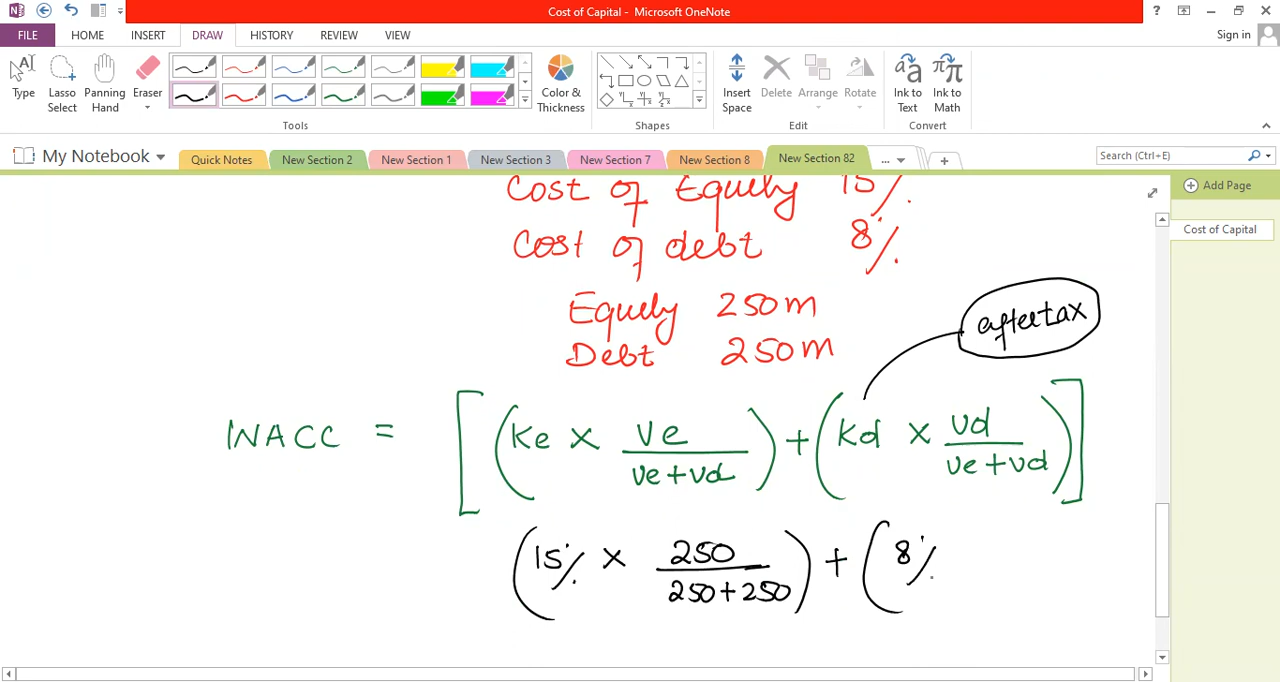 Cost of Capital - Microsoft OneNote
?
Sign in
FILE HOME INSERT DRAW HISTORY REVIEW VIEW
Type
Lasso Select
Panning Hand
Eraser
Color & Thickness
Insert Space
Delete
Arrange
Rotate
Ink to Text
Ink to Math
Tools
Shapes
Edit
Convert
My Notebook
Quick Notes
New Section 2
New Section 1
New Section 3
New Section 7
New Section 8
New Section 82
...
+
Search (Ctrl+E)
Add Page
Cost of Capital
Cost of Equity 15%
Cost of debt 8%
Equity 250m
Debt 250m
aftertax
WACC = [(Ke × ve / ve+vd) + (Kd × vd / ve+vd)]
(15% × 250 / 250+250) + (8%